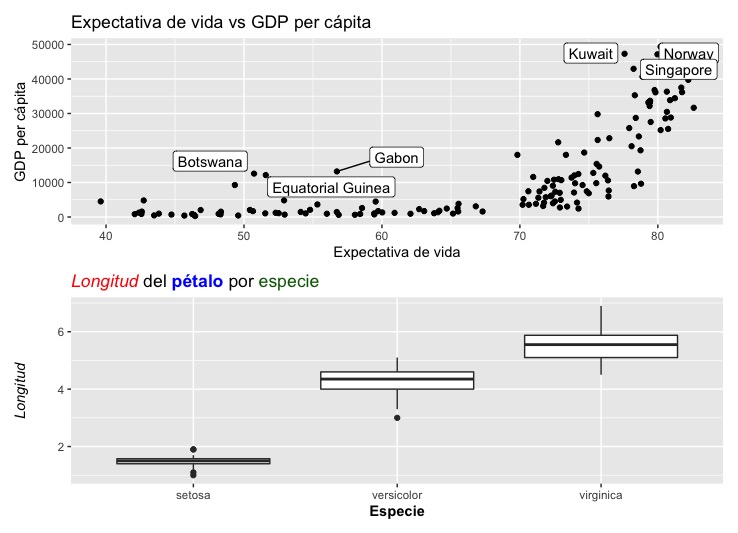 Expectativa de vida vs GDP per cápita
GDP per cápita
50000
40000
30000
20000
10000
0
Kuwait
Norway
Singapore
Botswana
Gabon
Equatorial Guinea
40 50 60 70 80
Expectativa de vida
Longitud del pétalo por especie
Longitud
6
4
2
setosa versicolor virginica
Especie